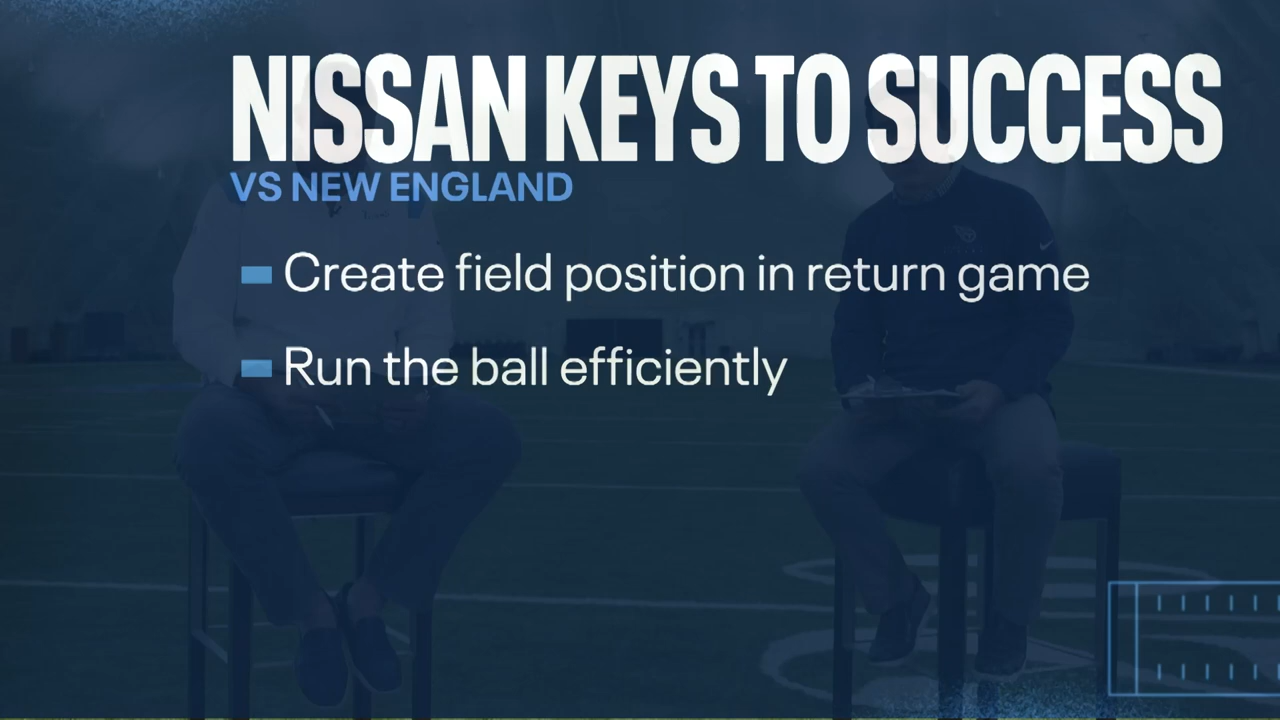 NISSAN KEYS TO SUCCESS
VS NEW ENGLAND
Create field position in return game
Run the ball efficiently